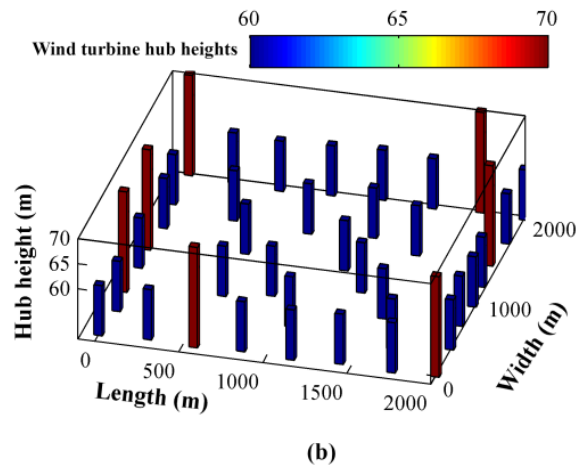 60 65 70
Wind turbine hub heights
Hub height (m)
70
65
60
0 500 1000 1500 2000
Length (m)
0 1000 2000
Width (m)
(b)